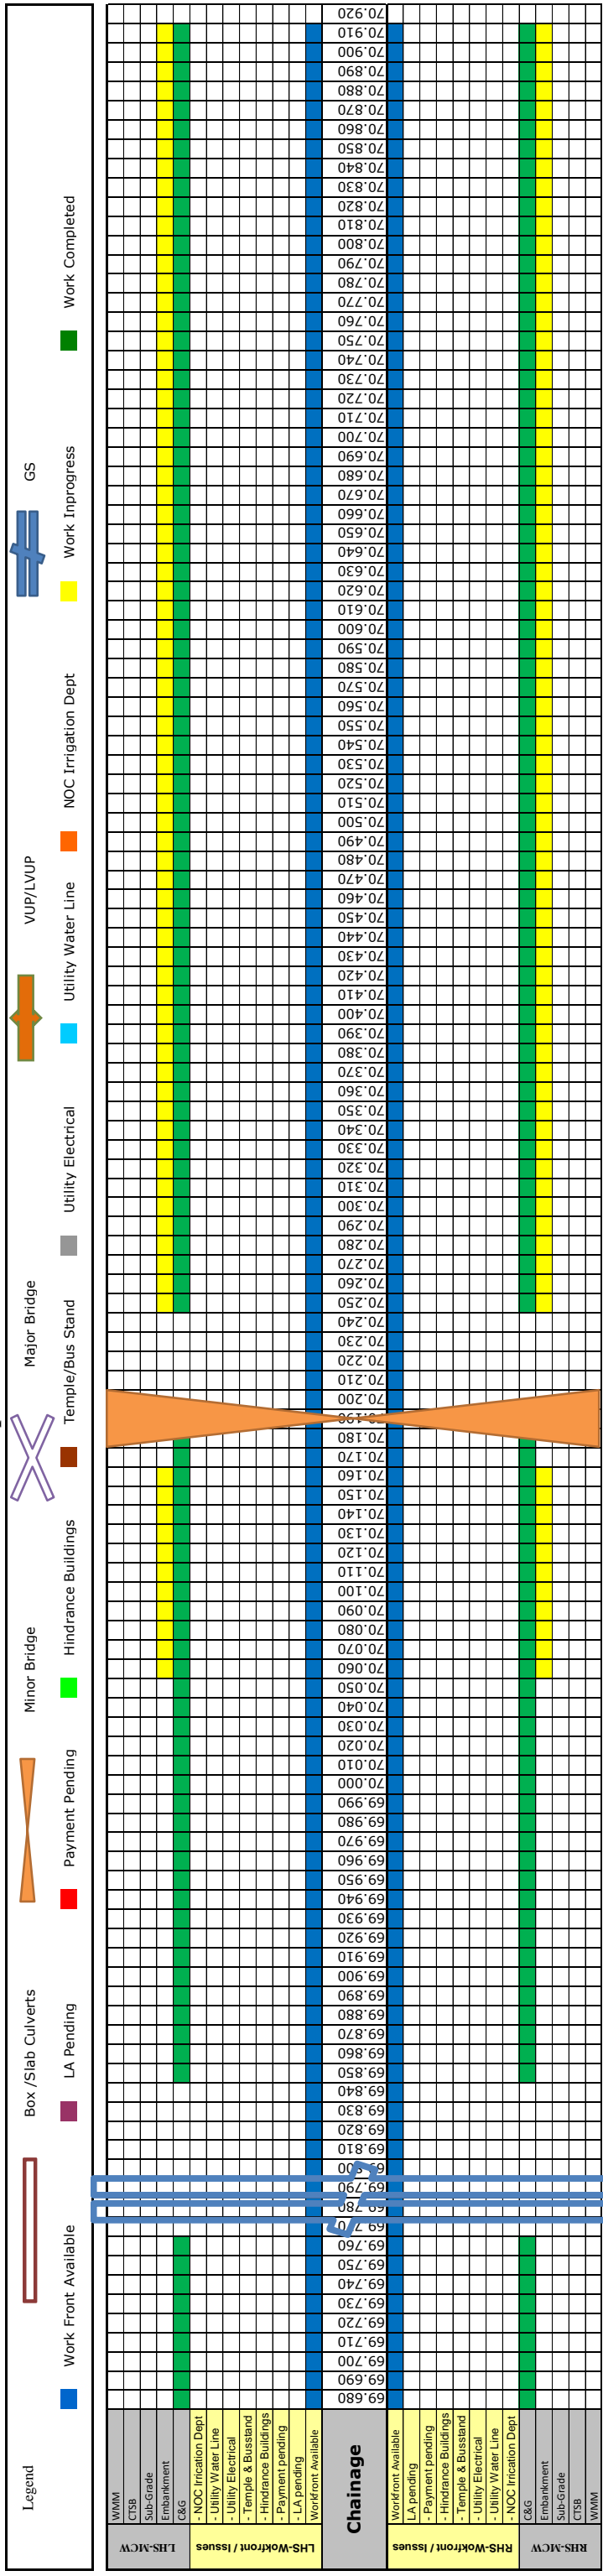 Legend
Box /Slab Culverts
Minor Bridge
Major Bridge
VUP/LVUP
GS
Work Front Available
LA Pending
Payment Pending
Hindrance Buildings
Temple/Bus Stand
Utility Electrical
Utility Water Line
NOC Irrigation Dept
Work Inprogress
Work Completed
LHS-MCW
WMM
CTSB
Sub-Grade
Embankment
C&G
LHS-Wokfront / Issues
- NOC Irrication Dept
- Utility Water Line
- Utility Electrical
- Temple & Busstand
- Hindrance Buildings
- Payment pending
- LA pending
Workfront Available
Chainage
69.680
69.690
69.700
69.710
69.720
69.730
69.740
69.750
69.760
69.770
69.780
69.790
69.800
69.810
69.820
69.830
69.840
69.850
69.860
69.870
69.880
69.890
69.900
69.910
69.920
69.930
69.940
69.950
69.960
69.970
69.980
69.990
70.000
70.010
70.020
70.030
70.040
70.050
70.060
70.070
70.080
70.090
70.100
70.110
70.120
70.130
70.140
70.150
70.160
70.170
70.180
70.190
70.200
70.210
70.220
70.230
70.240
70.250
70.260
70.270
70.280
70.290
70.300
70.310
70.320
70.330
70.340
70.350
70.360
70.370
70.380
70.390
70.400
70.410
70.420
70.430
70.440
70.450
70.460
70.470
70.480
70.490
70.500
70.510
70.520
70.530
70.540
70.550
70.560
70.570
70.580
70.590
70.600
70.610
70.620
70.630
70.640
70.650
70.660
70.670
70.680
70.690
70.700
70.710
70.720
70.730
70.740
70.750
70.760
70.770
70.780
70.790
70.800
70.810
70.820
70.830
70.840
70.850
70.860
70.870
70.880
70.890
70.900
70.910
70.920
RHS-Wokfront / Issues
Workfront Available
LA pending
- Payment pending
- Hindrance Buildings
- Temple & Busstand
- Utility Electrical
- Utility Water Line
- NOC Irrigation Dept
RHS-MCW
C&G
Embankment
Sub-Grade
CTSB
WMM